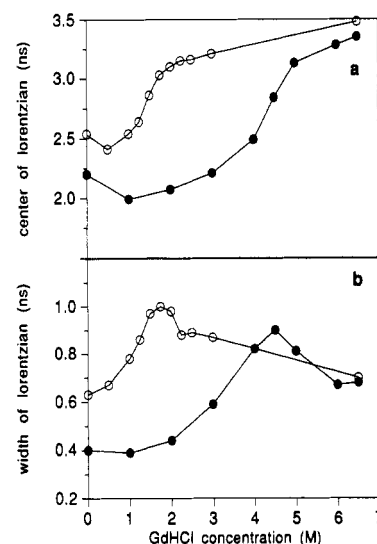 3.5
3.0
2.5
2.0
center of lorentzian (ns)
a
1.0
0.8
0.6
0.4
0.2
width of lorentzian (ns)
b
0 1 2 3 4 5 6 7
GdHCl concentration (M)